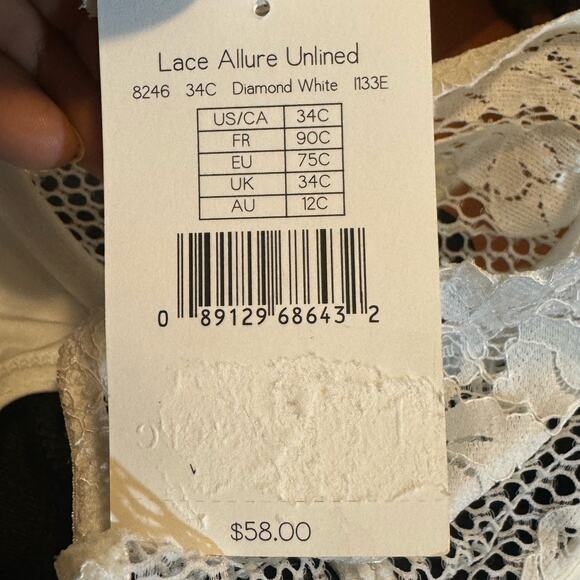 Lace Allure Unlined
8246 34C Diamond White I133E
US/CA 34C
FR 90C
EU 75C
UK 34C
AU 12C
0 89129 68643 2
$58.00